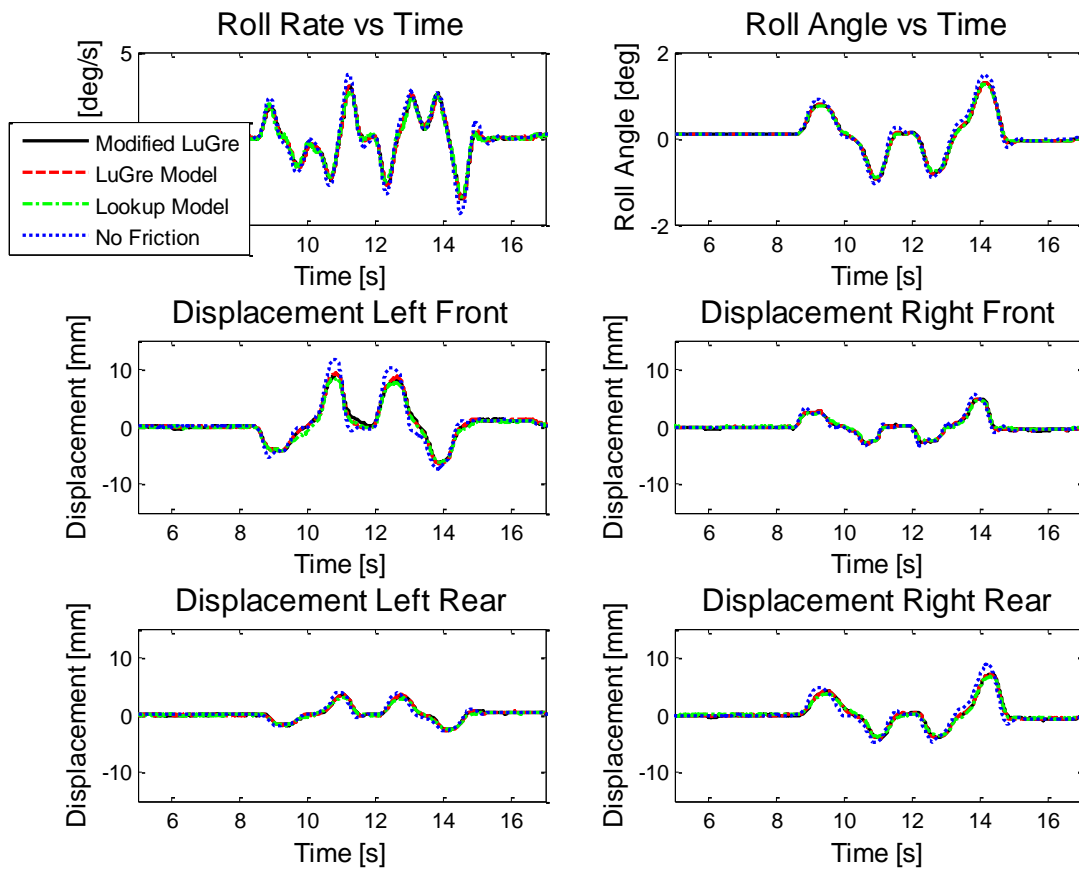 Roll Rate vs Time
[deg/s]
5
10
12
14
16
Time [s]
Modified LuGre
LuGre Model
Lookup Model
No Friction
Roll Angle vs Time
Roll Angle [deg]
2
0
-2
6
8
10
12
14
16
Time [s]
Displacement Left Front
Displacement [mm]
10
0
-10
6
8
10
12
14
16
Time [s]
Displacement Right Front
Displacement [mm]
10
0
-10
6
8
10
12
14
16
Time [s]
Displacement Left Rear
Displacement [mm]
10
0
-10
6
8
10
12
14
16
Time [s]
Displacement Right Rear
Displacement [mm]
10
0
-10
6
8
10
12
14
16
Time [s]